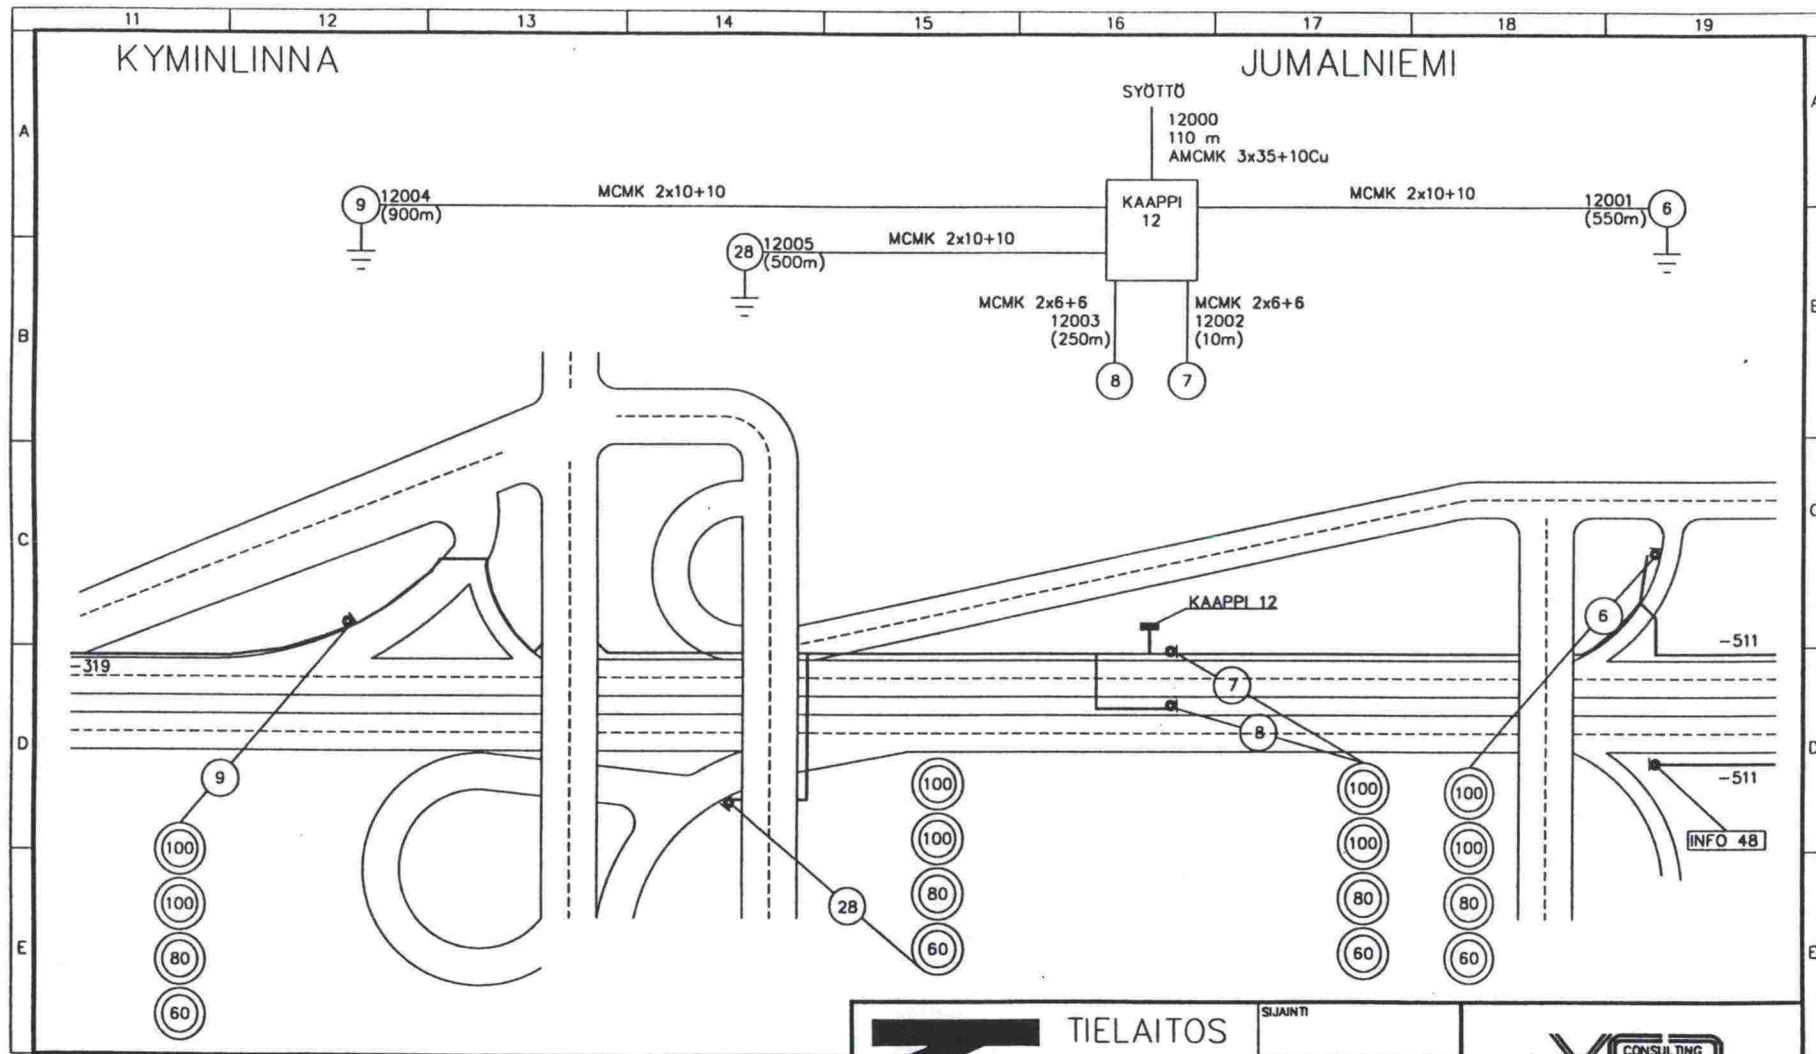 11 12 13 14 15 16 17 18 19
KYMINLINNA
JUMALNIEMI
SYÖTTÖ
A
12000
110 m
AMCMK 3x35+10Cu
9
12004
(900m)
MCMK 2x10+10
KAAPPI
12
MCMK 2x10+10
12001
(550m)
6
28
12005
(500m)
MCMK 2x10+10
B
MCMK 2x6+6
12003
(250m)
MCMK 2x6+6
12002
(10m)
8
7
C
KAAPPI 12
6
-319
-511
7
D
8
9
-511
100
100
80
60
100
100
80
60
100
100
80
60
100
100
80
60
INFO 48
28
E
TIELAITOS
SIJAINTI
CONSULTING